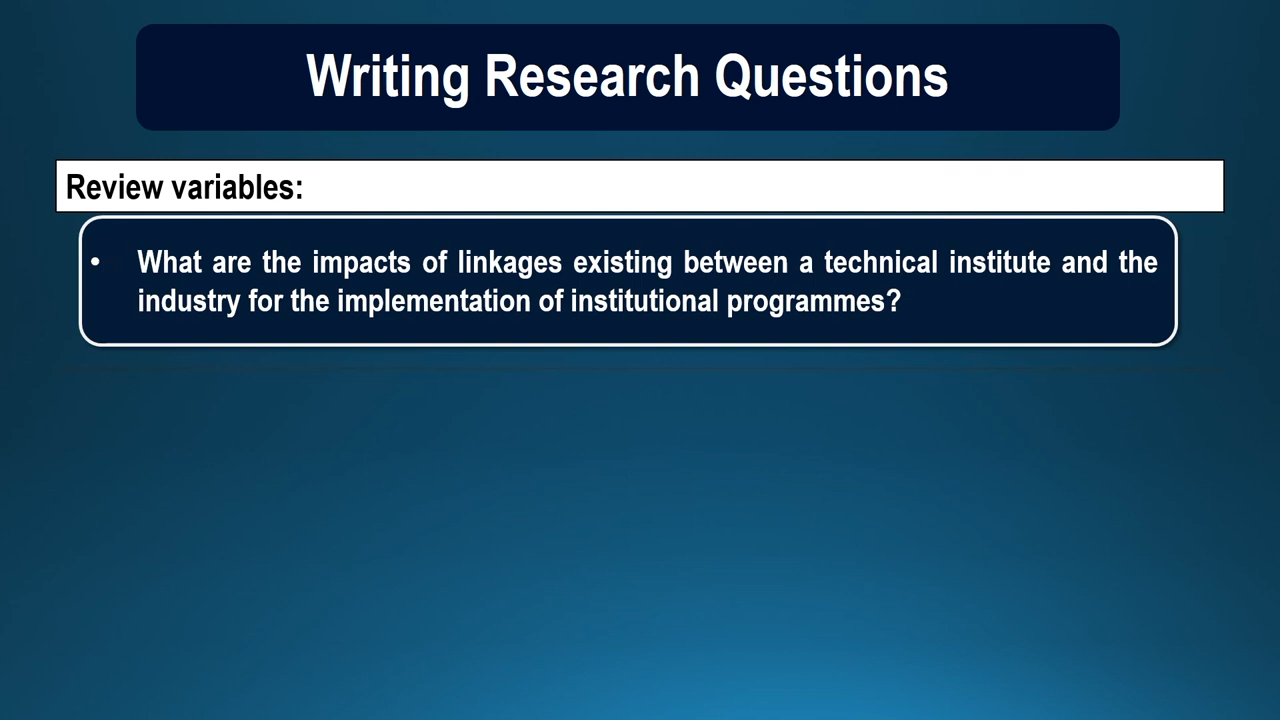 Writing Research Questions
Review variables:
• What are the impacts of linkages existing between a technical institute and the
industry for the implementation of institutional programmes?